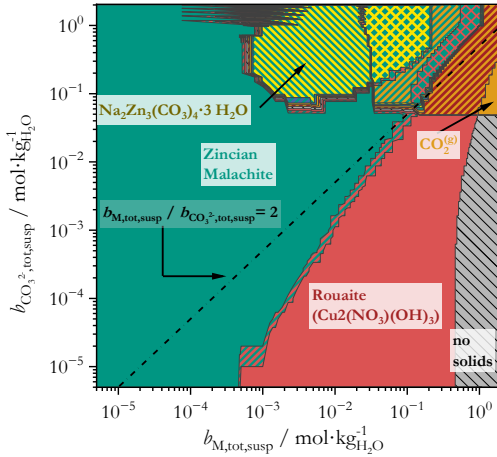 10⁰
10⁻¹
10⁻²
10⁻³
10⁻⁴
10⁻⁵
b_CO₃²⁻,tot,susp / mol·kg⁻¹_H₂O
Na₂Zn₃(CO₃)₄·3 H₂O
CO₂⁽ᵍ⁾
Zincian
Malachite
b_M,tot,susp / b_CO₃²⁻,tot,susp = 2
Rouaite
(Cu2(NO₃)(OH)₃)
no
solids
10⁻⁵ 10⁻⁴ 10⁻³ 10⁻² 10⁻¹ 10⁰
b_M,tot,susp / mol·kg⁻¹_H₂O